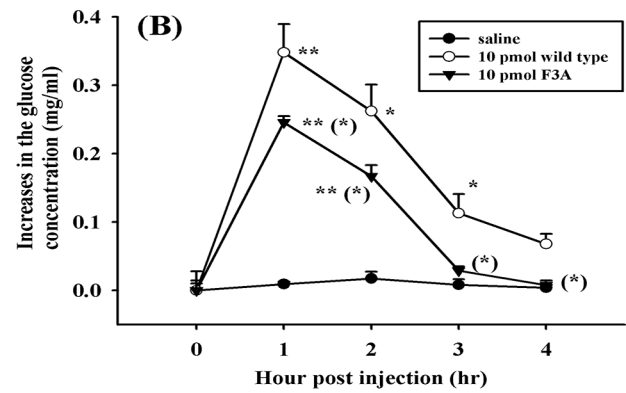 (B)
saline
10 pmol wild type
10 pmol F3A
Increases in the glucose
concentration (mg/ml)
0.4
0.3
0.2
0.1
0.0
**
*
** (*)
** (*)
*
(*)
(*)
0 1 2 3 4
Hour post injection (hr)